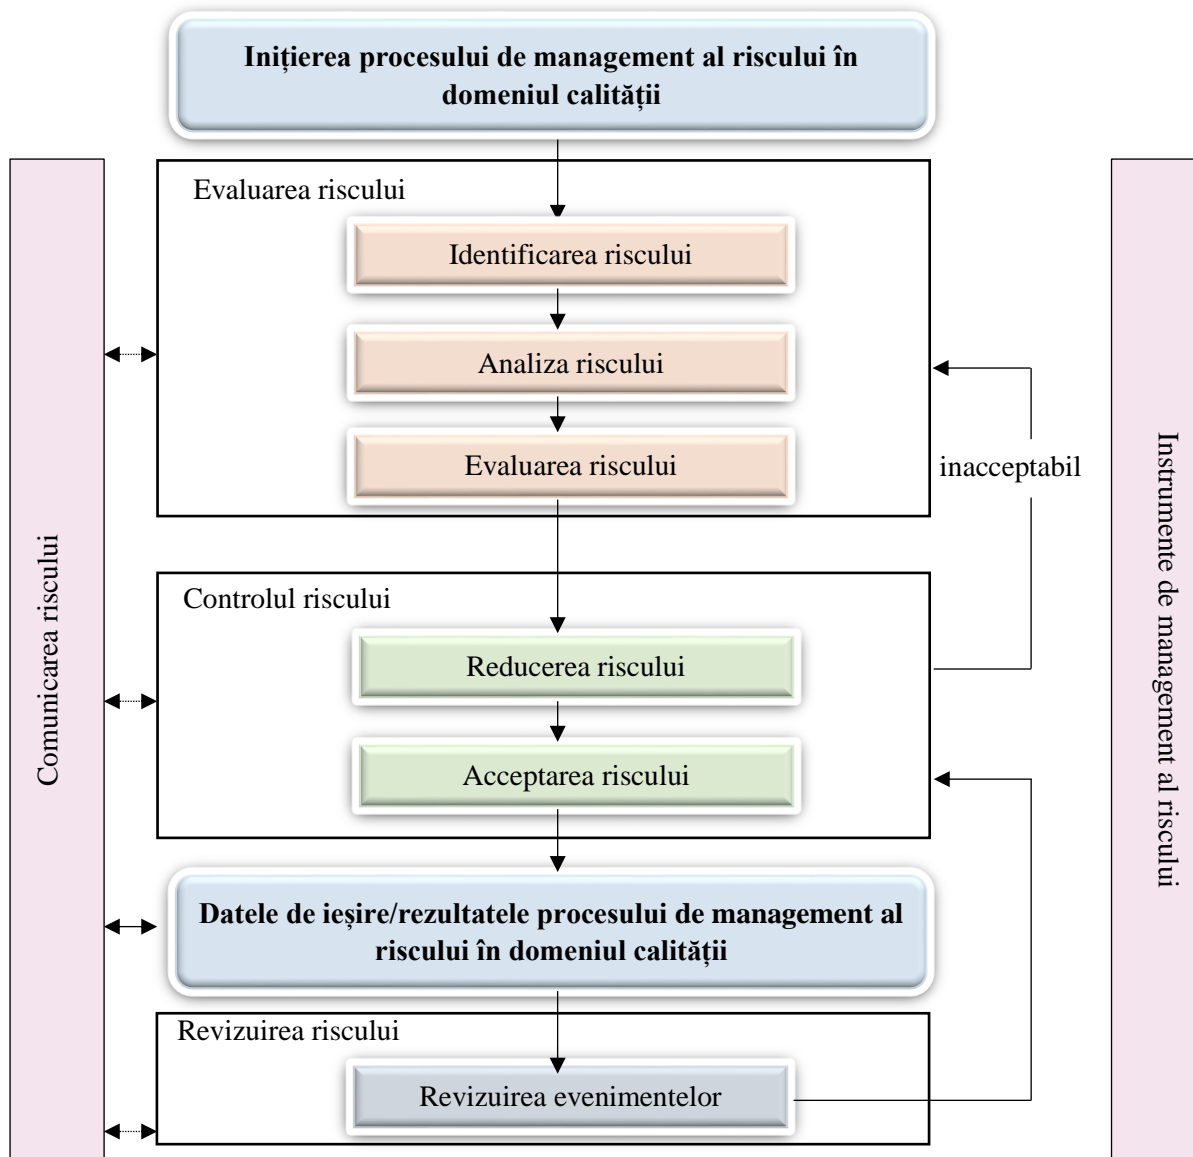 Inițierea procesului de management al riscului în
domeniul calității
Evaluarea riscului
Identificarea riscului
Analiza riscului
Evaluarea riscului
inacceptabil
Controlul riscului
Reducerea riscului
Acceptarea riscului
Datele de ieșire/rezultatele procesului de management al
riscului în domeniul calității
Revizuirea riscului
Revizuirea evenimentelor
Comunicarea riscului
Instrumente de management al riscului